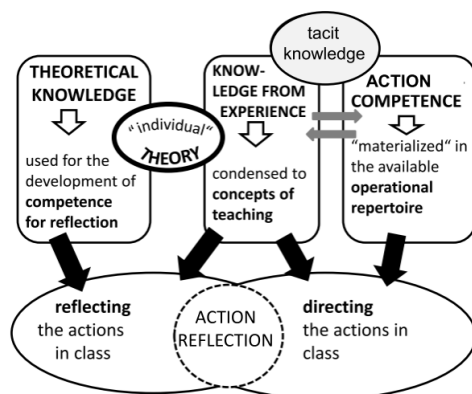 tacit
knowledge
THEORETICAL
KNOWLEDGE
used for the
development of
competence
for reflection
"individual"
THEORY
KNOW-
LEDGE FROM
EXPERIENCE
condensed to
concepts of
teaching
ACTION
COMPETENCE
"materialized" in
the available
operational
repertoire
reflecting
the actions
in class
ACTION
REFLECTION
directing
the actions in
class